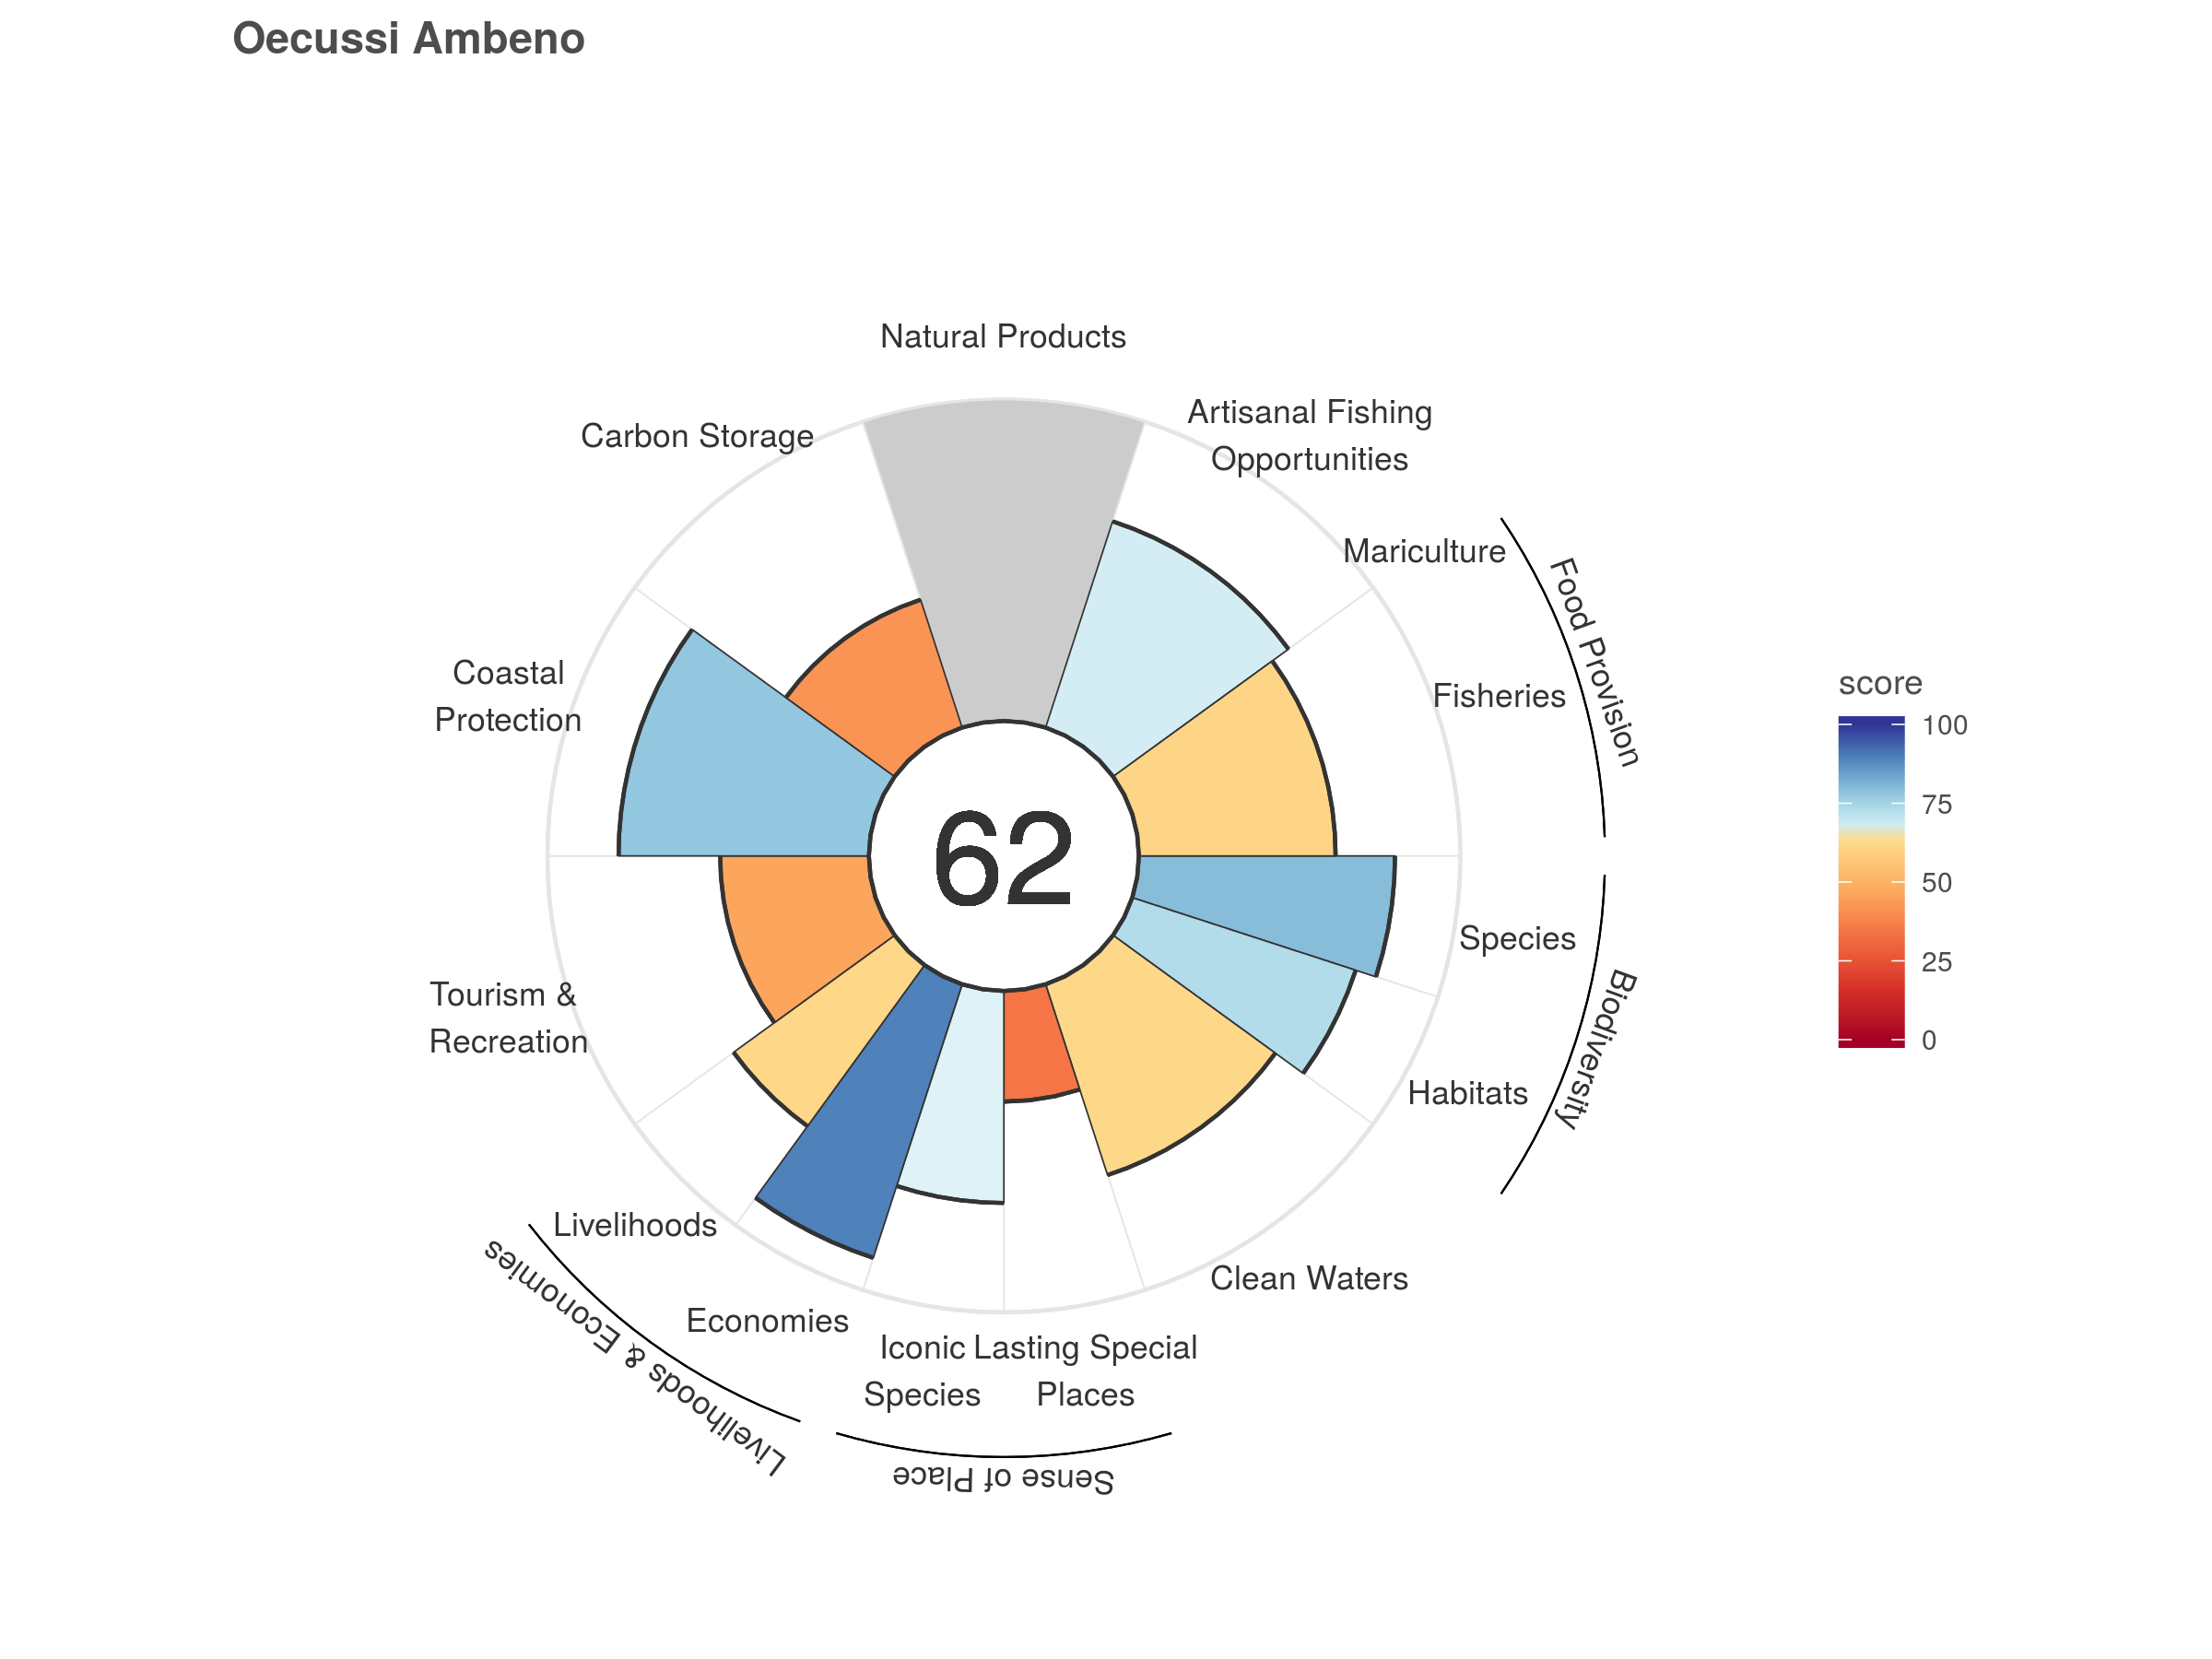 Oecussi Ambeno
Natural Products
Artisanal Fishing
Opportunities
Carbon Storage
Mariculture
Food Provision
Fisheries
Coastal
Protection
score
100
75
50
25
0
62
Species
Biodiversity
Habitats
Tourism &
Recreation
Clean Waters
Livelihoods
Economies
Livelihoods & Economies
Iconic
Species
Lasting Special
Places
Sense of Place